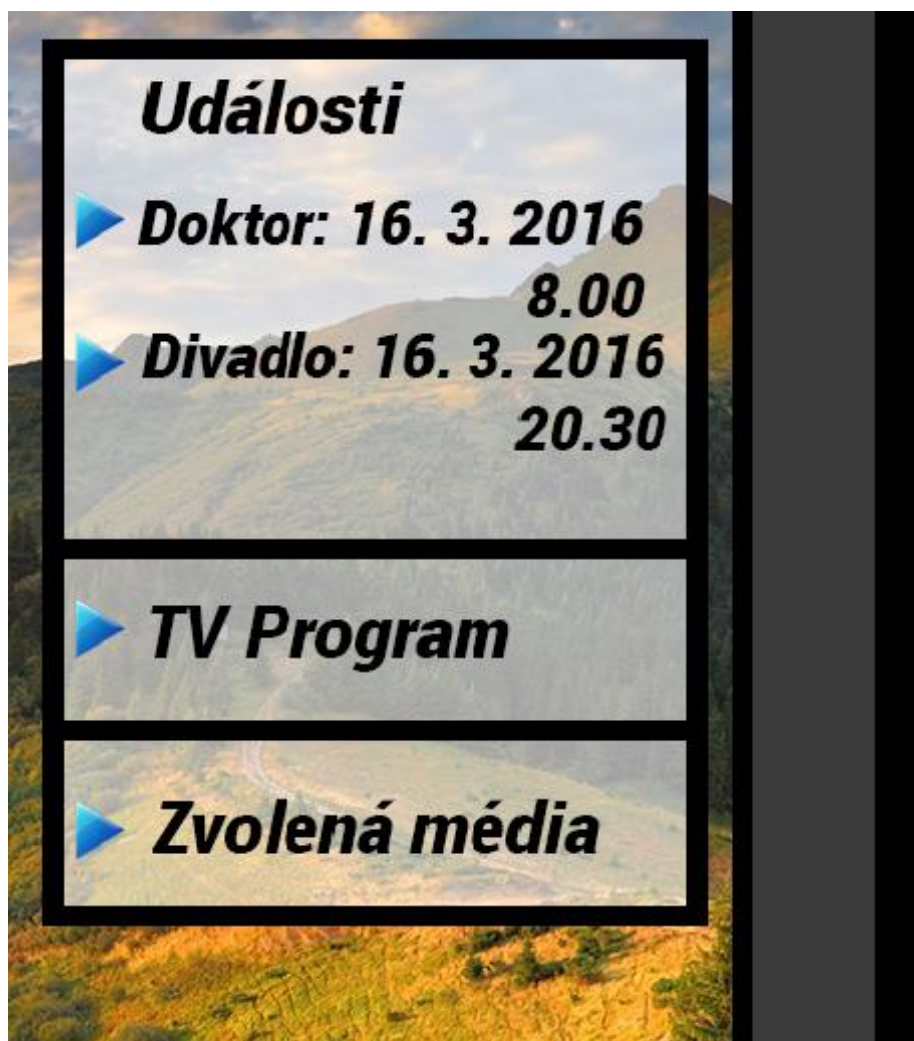 Události
Doktor: 16. 3. 2016
8.00
Divadlo: 16. 3. 2016
20.30
TV Program
Zvolená média